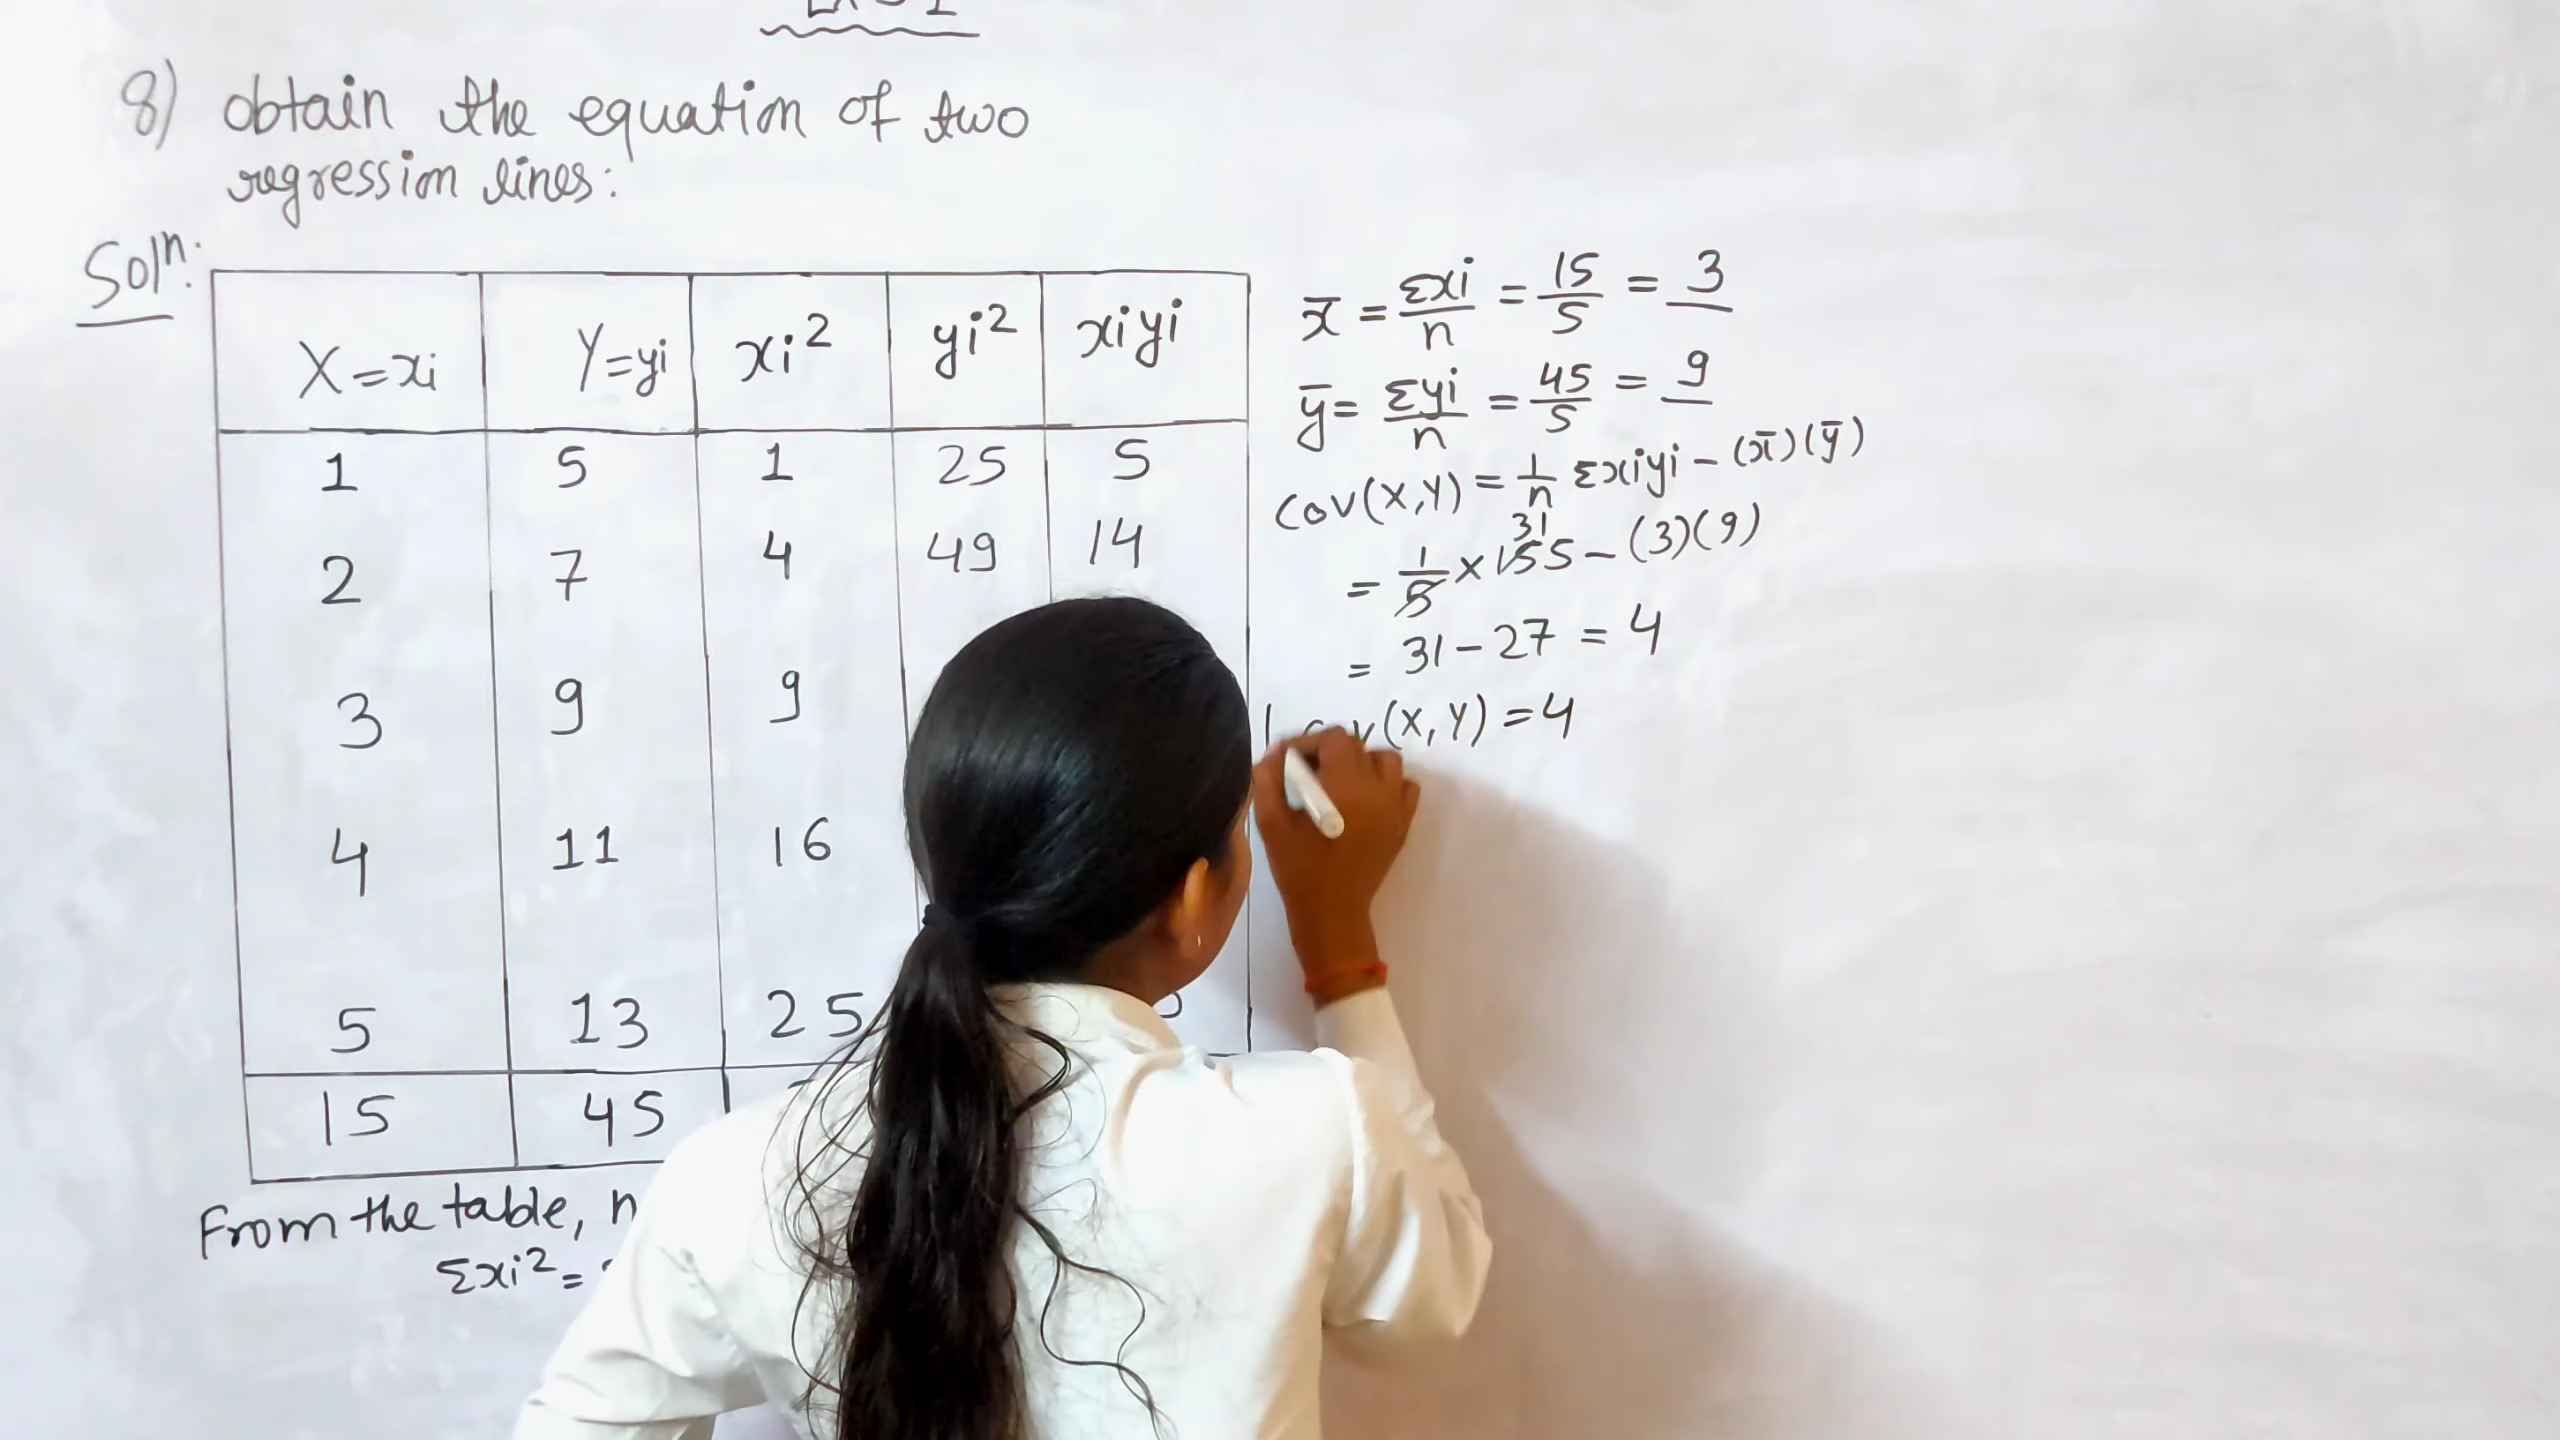 8) obtain the equation of two
regression lines:
Solⁿ:
X=xi Y=yi xi² yi² xiyi
1 5 1 25 5
2 7 4 49 14
3 9 9
4 11 16
5 13 25
15 45
From the table, n
Σxi² =
x̄ = Σxi/n = 15/5 = 3
ȳ = Σyi/n = 45/5 = 9
Cov(X,Y) = 1/n Σxiyi - (x̄)(ȳ)
31
= 1/5 × 155 - (3)(9)
= 31 - 27 = 4
Cov(X,Y) = 4